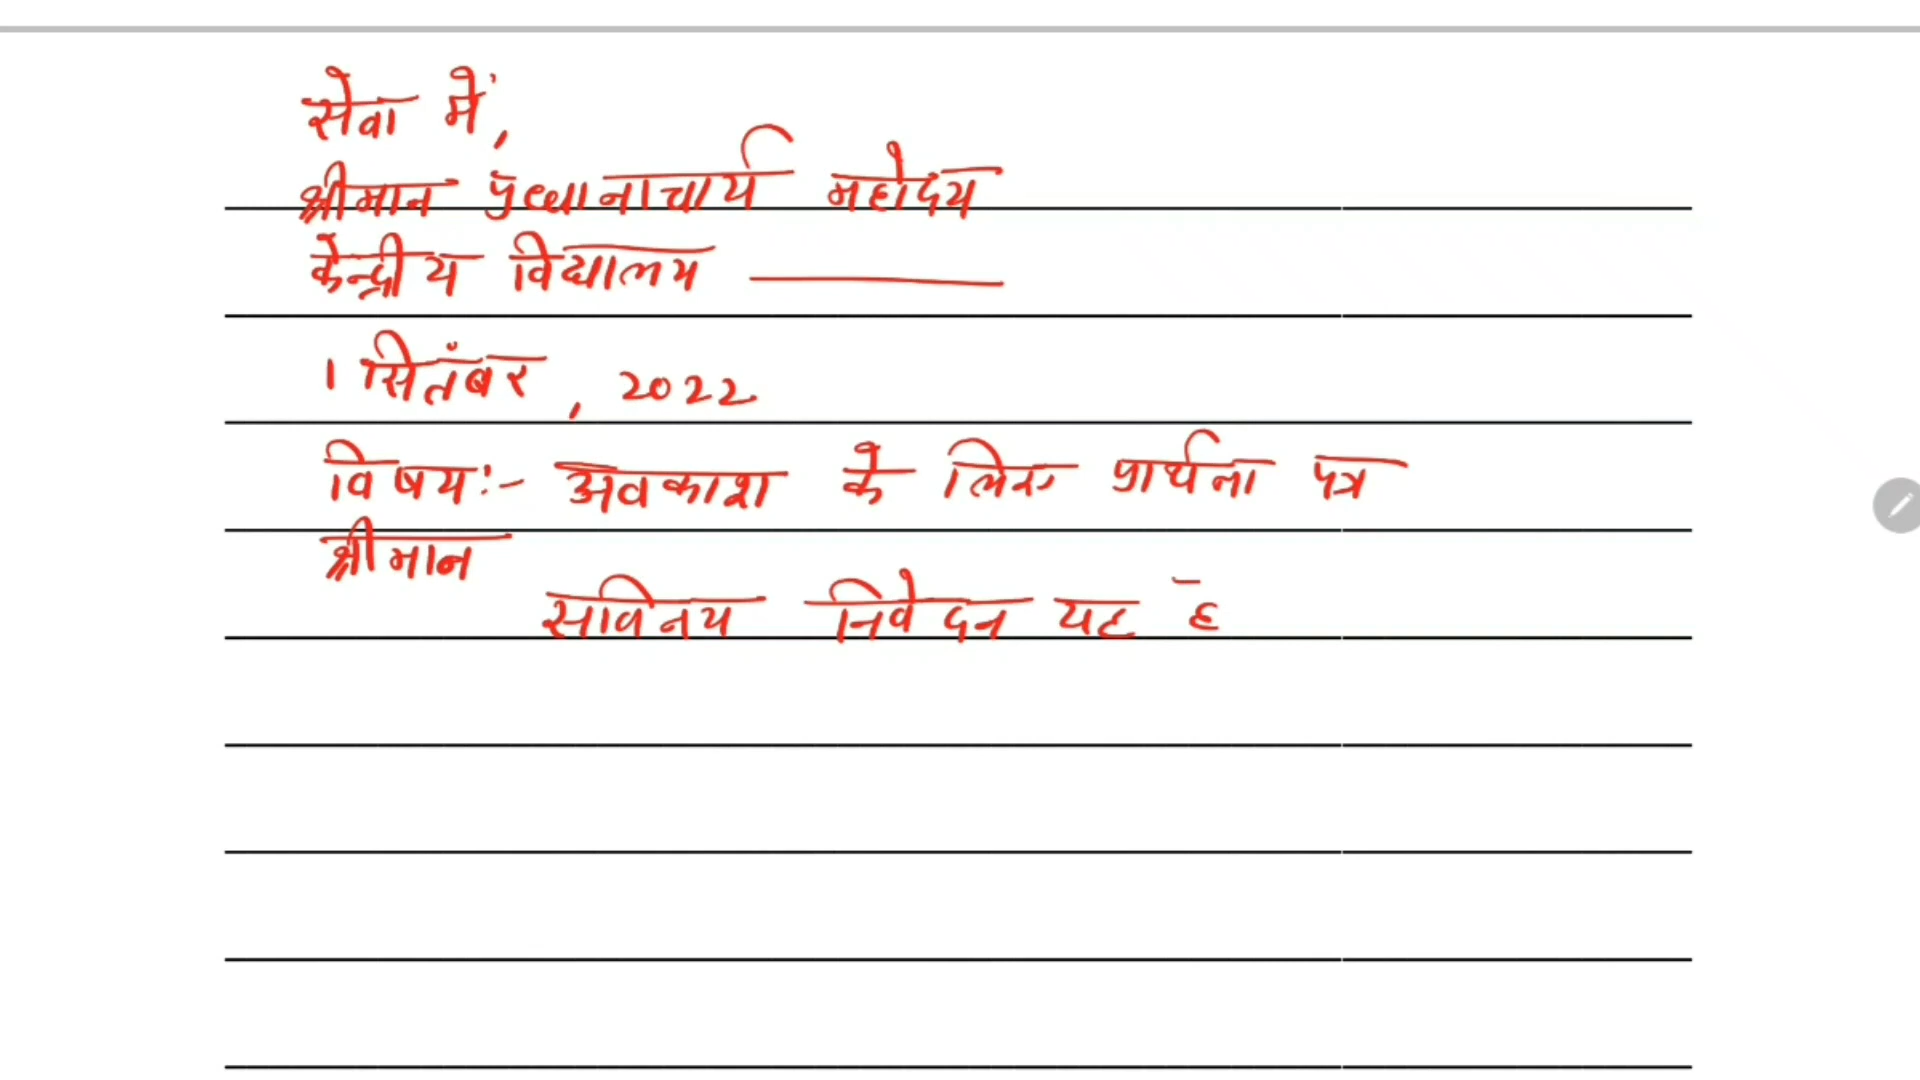 सेवा में,
श्रीमान प्रधानाचार्य महोदय
केन्द्रीय विद्यालय ______
1 सितंबर, 2022
विषय:- अवकाश के लिए प्रार्थना पत्र
श्रीमान
सविनय निवेदन यह है